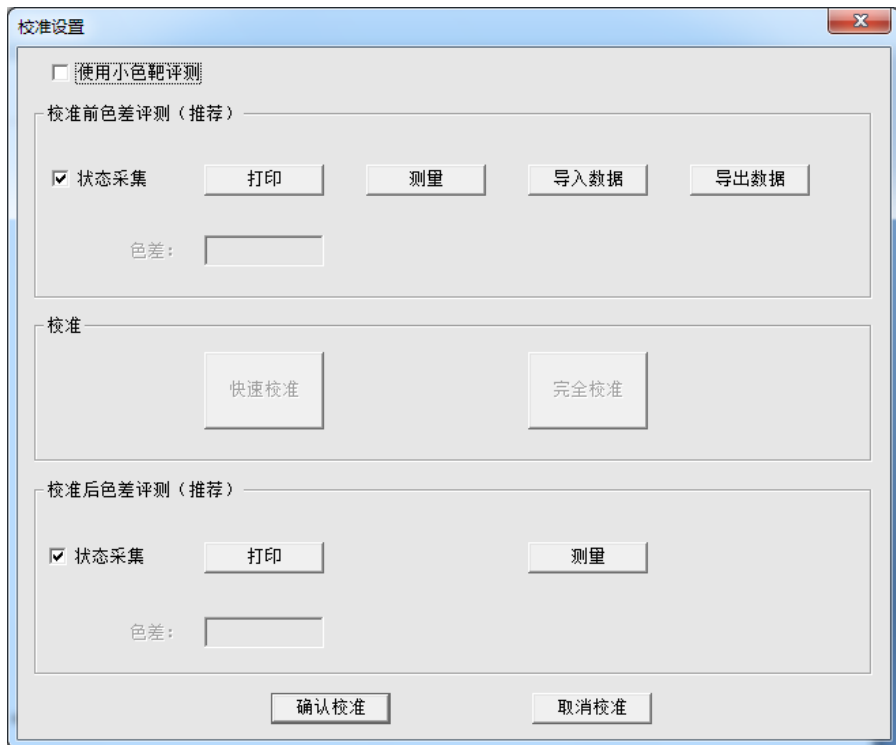 校准设置
使用小色靶评测
校准前色差评测（推荐）
状态采集 打印 测量 导入数据 导出数据
色差：
校准
快速校准 完全校准
校准后色差评测（推荐）
状态采集 打印 测量
色差：
确认校准 取消校准